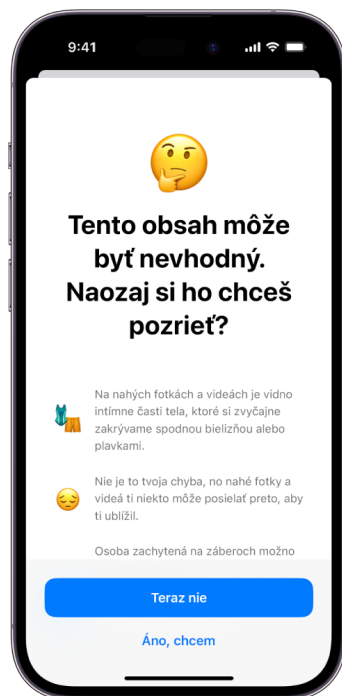 9:41
Tento obsah môže
byť nevhodný.
Naozaj si ho chceš
pozrieť?
Na nahých fotkách a videách je vidno
intímne časti tela, ktoré si zvyčajne
zakrývame spodnou bielizňou alebo
plavkami.
Nie je to tvoja chyba, no nahé fotky a
videá ti niekto môže posielať preto, aby
ti ublížil.
Osoba zachytená na záberoch možno
Teraz nie
Áno, chcem